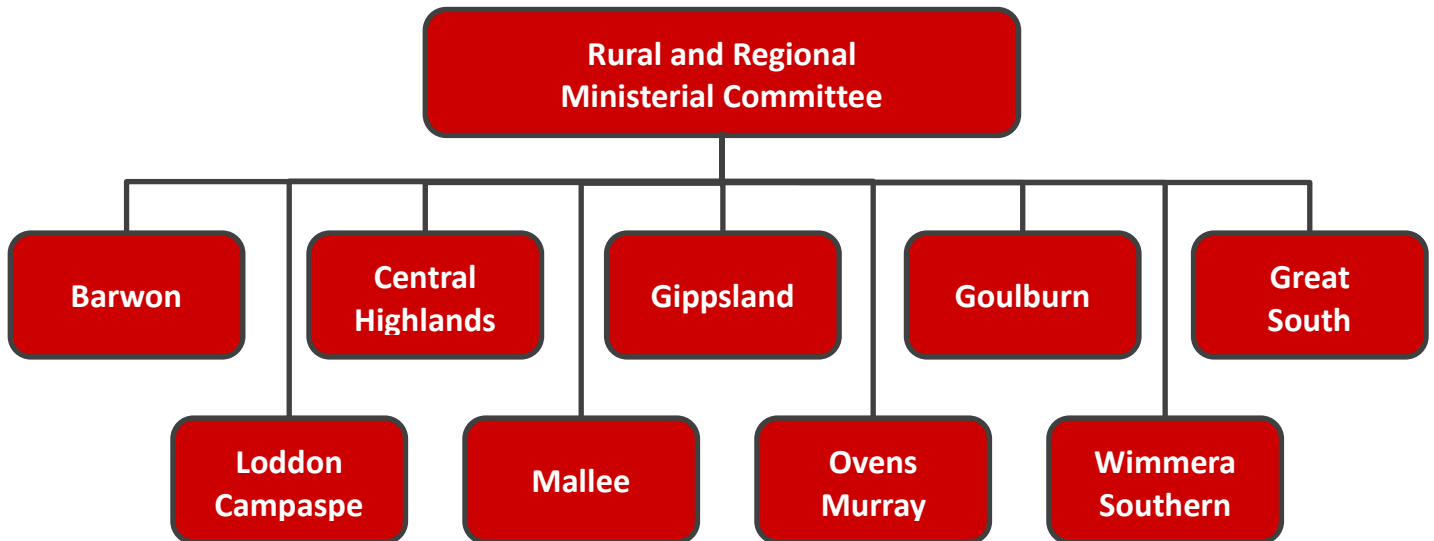 Rural and Regional
Ministerial Committee
Barwon
Central
Highlands
Gippsland
Goulburn
Great
South
Loddon
Campaspe
Mallee
Ovens
Murray
Wimmera
Southern